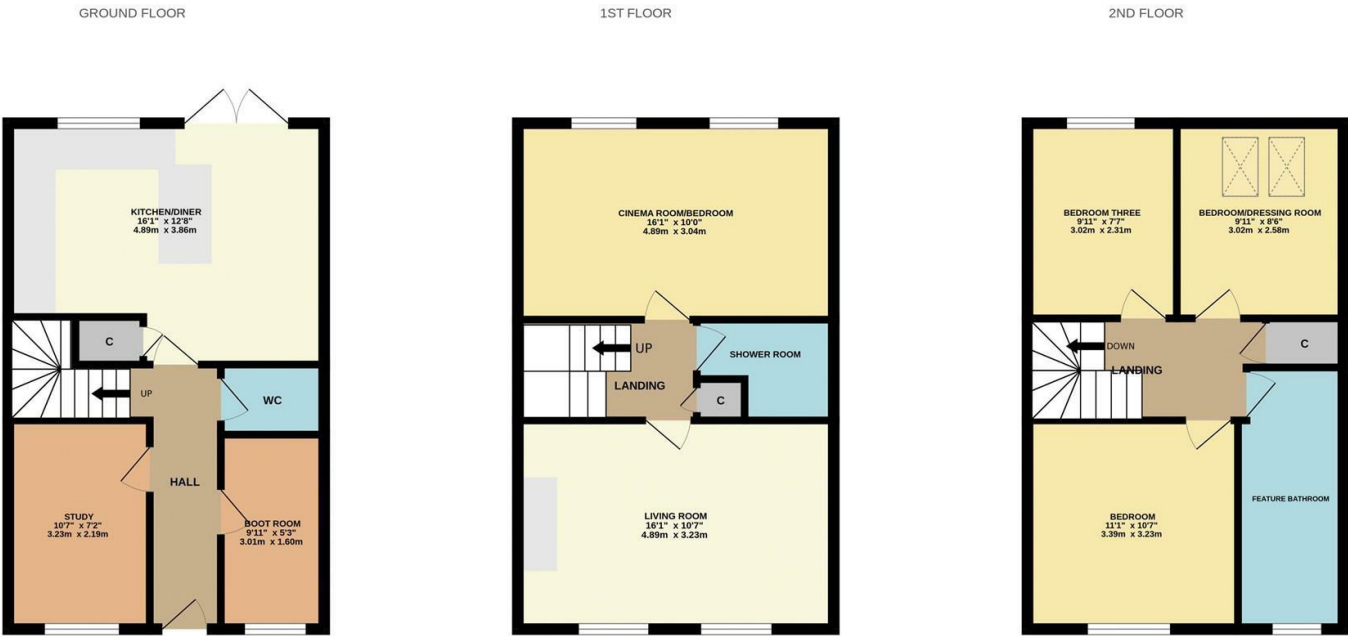 GROUND FLOOR
KITCHEN/DINER
16'1" x 12'8"
4.89m x 3.86m
C
UP
WC
HALL
STUDY
10'7" x 7'2"
3.23m x 2.19m
BOOT ROOM
9'11" x 5'3"
3.01m x 1.60m
1ST FLOOR
CINEMA ROOM/BEDROOM
16'1" x 10'0"
4.89m x 3.04m
UP
SHOWER ROOM
LANDING
C
LIVING ROOM
16'1" x 10'7"
4.89m x 3.23m
2ND FLOOR
BEDROOM THREE
9'11" x 7'7"
3.02m x 2.31m
BEDROOM/DRESSING ROOM
9'11" x 8'6"
3.02m x 2.58m
DOWN
C
LANDING
FEATURE BATHROOM
BEDROOM
11'1" x 10'7"
3.39m x 3.23m